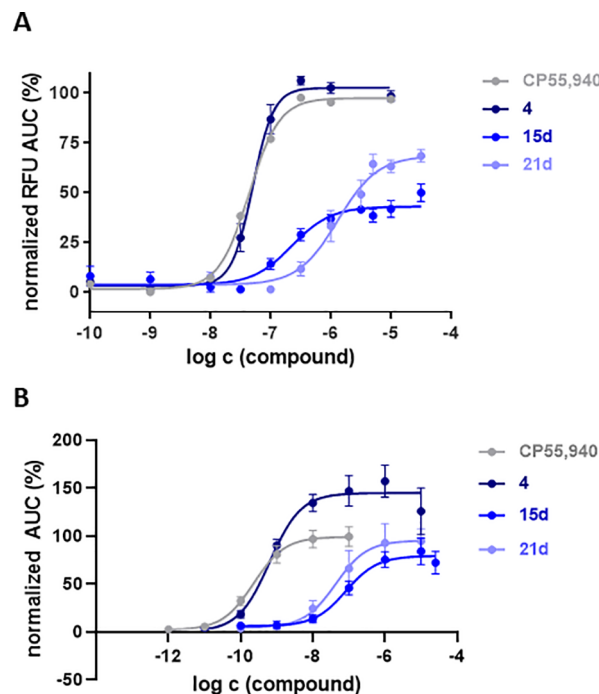 A
normalized RFU AUC (%)
100
75
50
25
0
-10 -9 -8 -7 -6 -5 -4
log c (compound)
CP55,940
4
15d
21d
B
normalized AUC (%)
200
150
100
50
0
-50
-12 -10 -8 -6 -4
log c (compound)
CP55,940
4
15d
21d